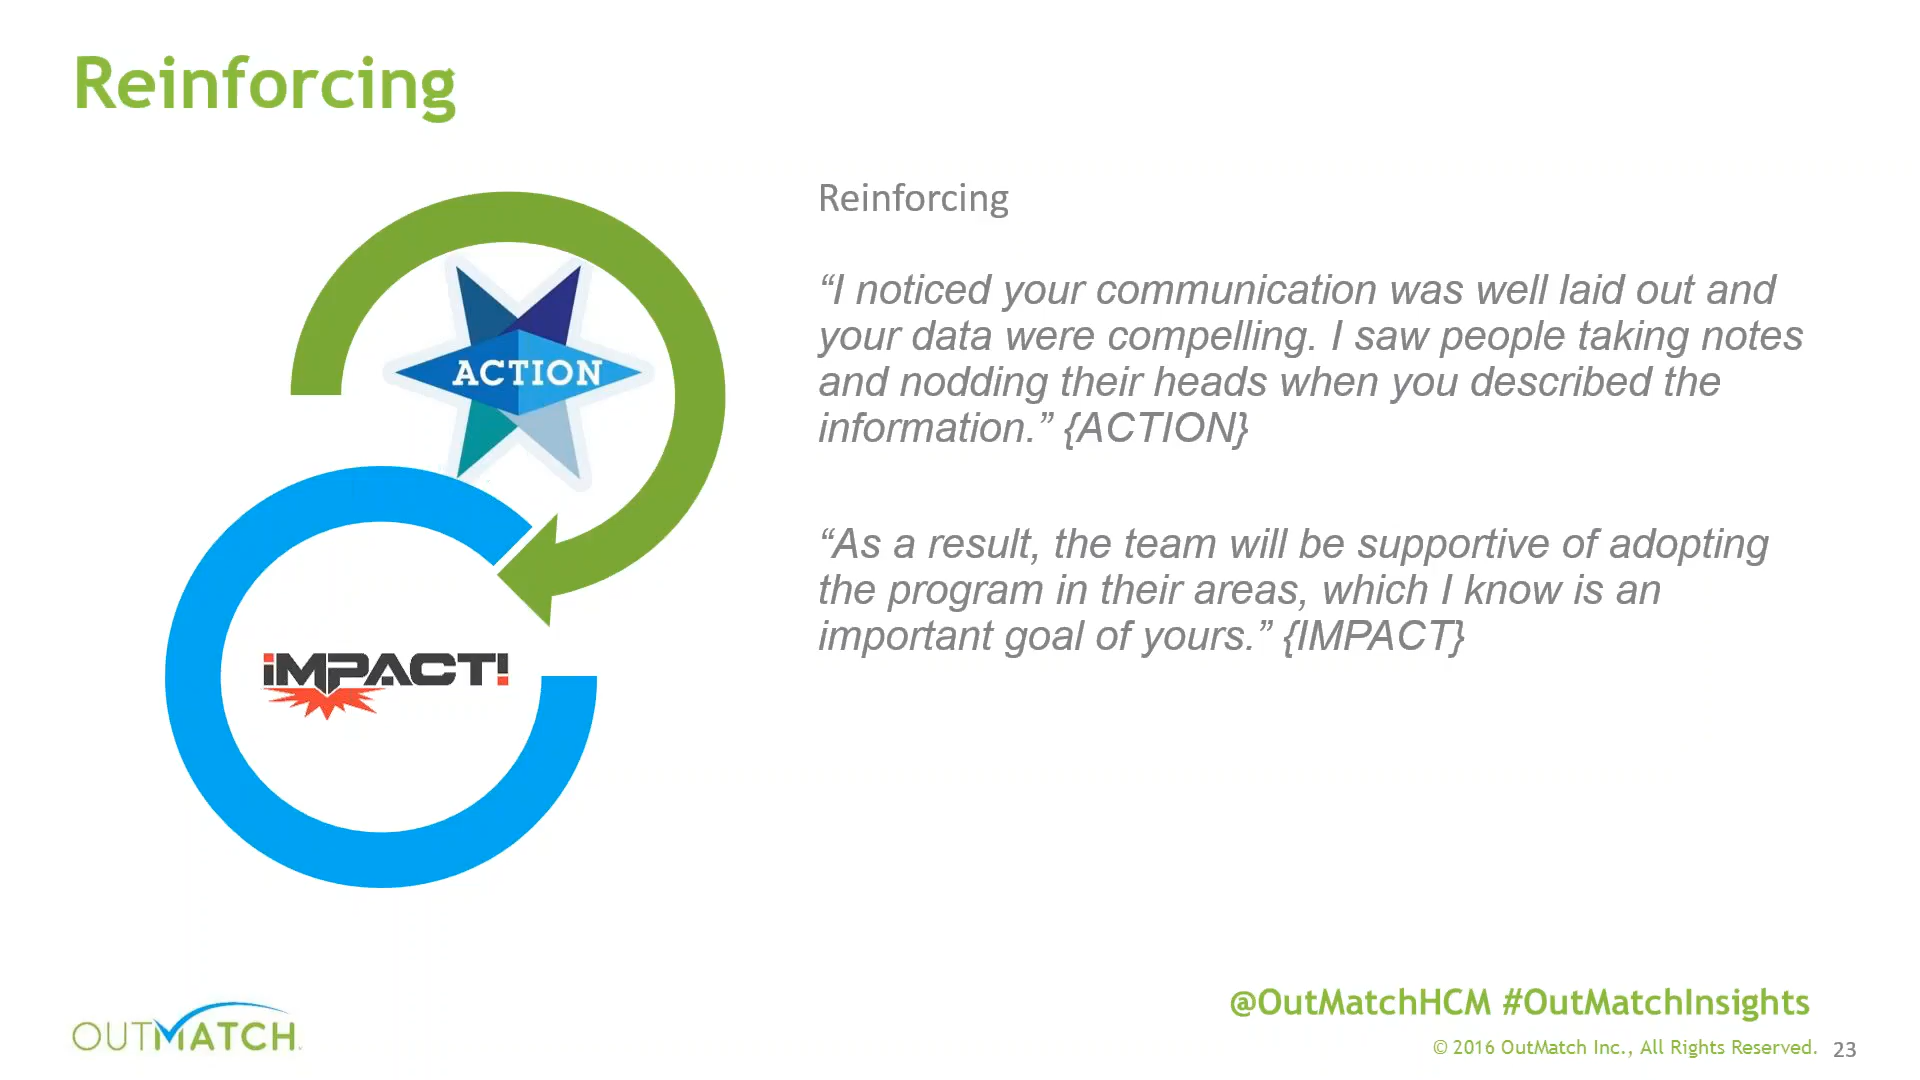 Reinforcing
ACTION
iMPACT!
Reinforcing
“I noticed your communication was well laid out and
your data were compelling. I saw people taking notes
and nodding their heads when you described the
information.” {ACTION}
“As a result, the team will be supportive of adopting
the program in their areas, which I know is an
important goal of yours.” {IMPACT}
OUTMATCH
@OutMatchHCM #OutMatchInsights
© 2016 OutMatch Inc., All Rights Reserved. 23